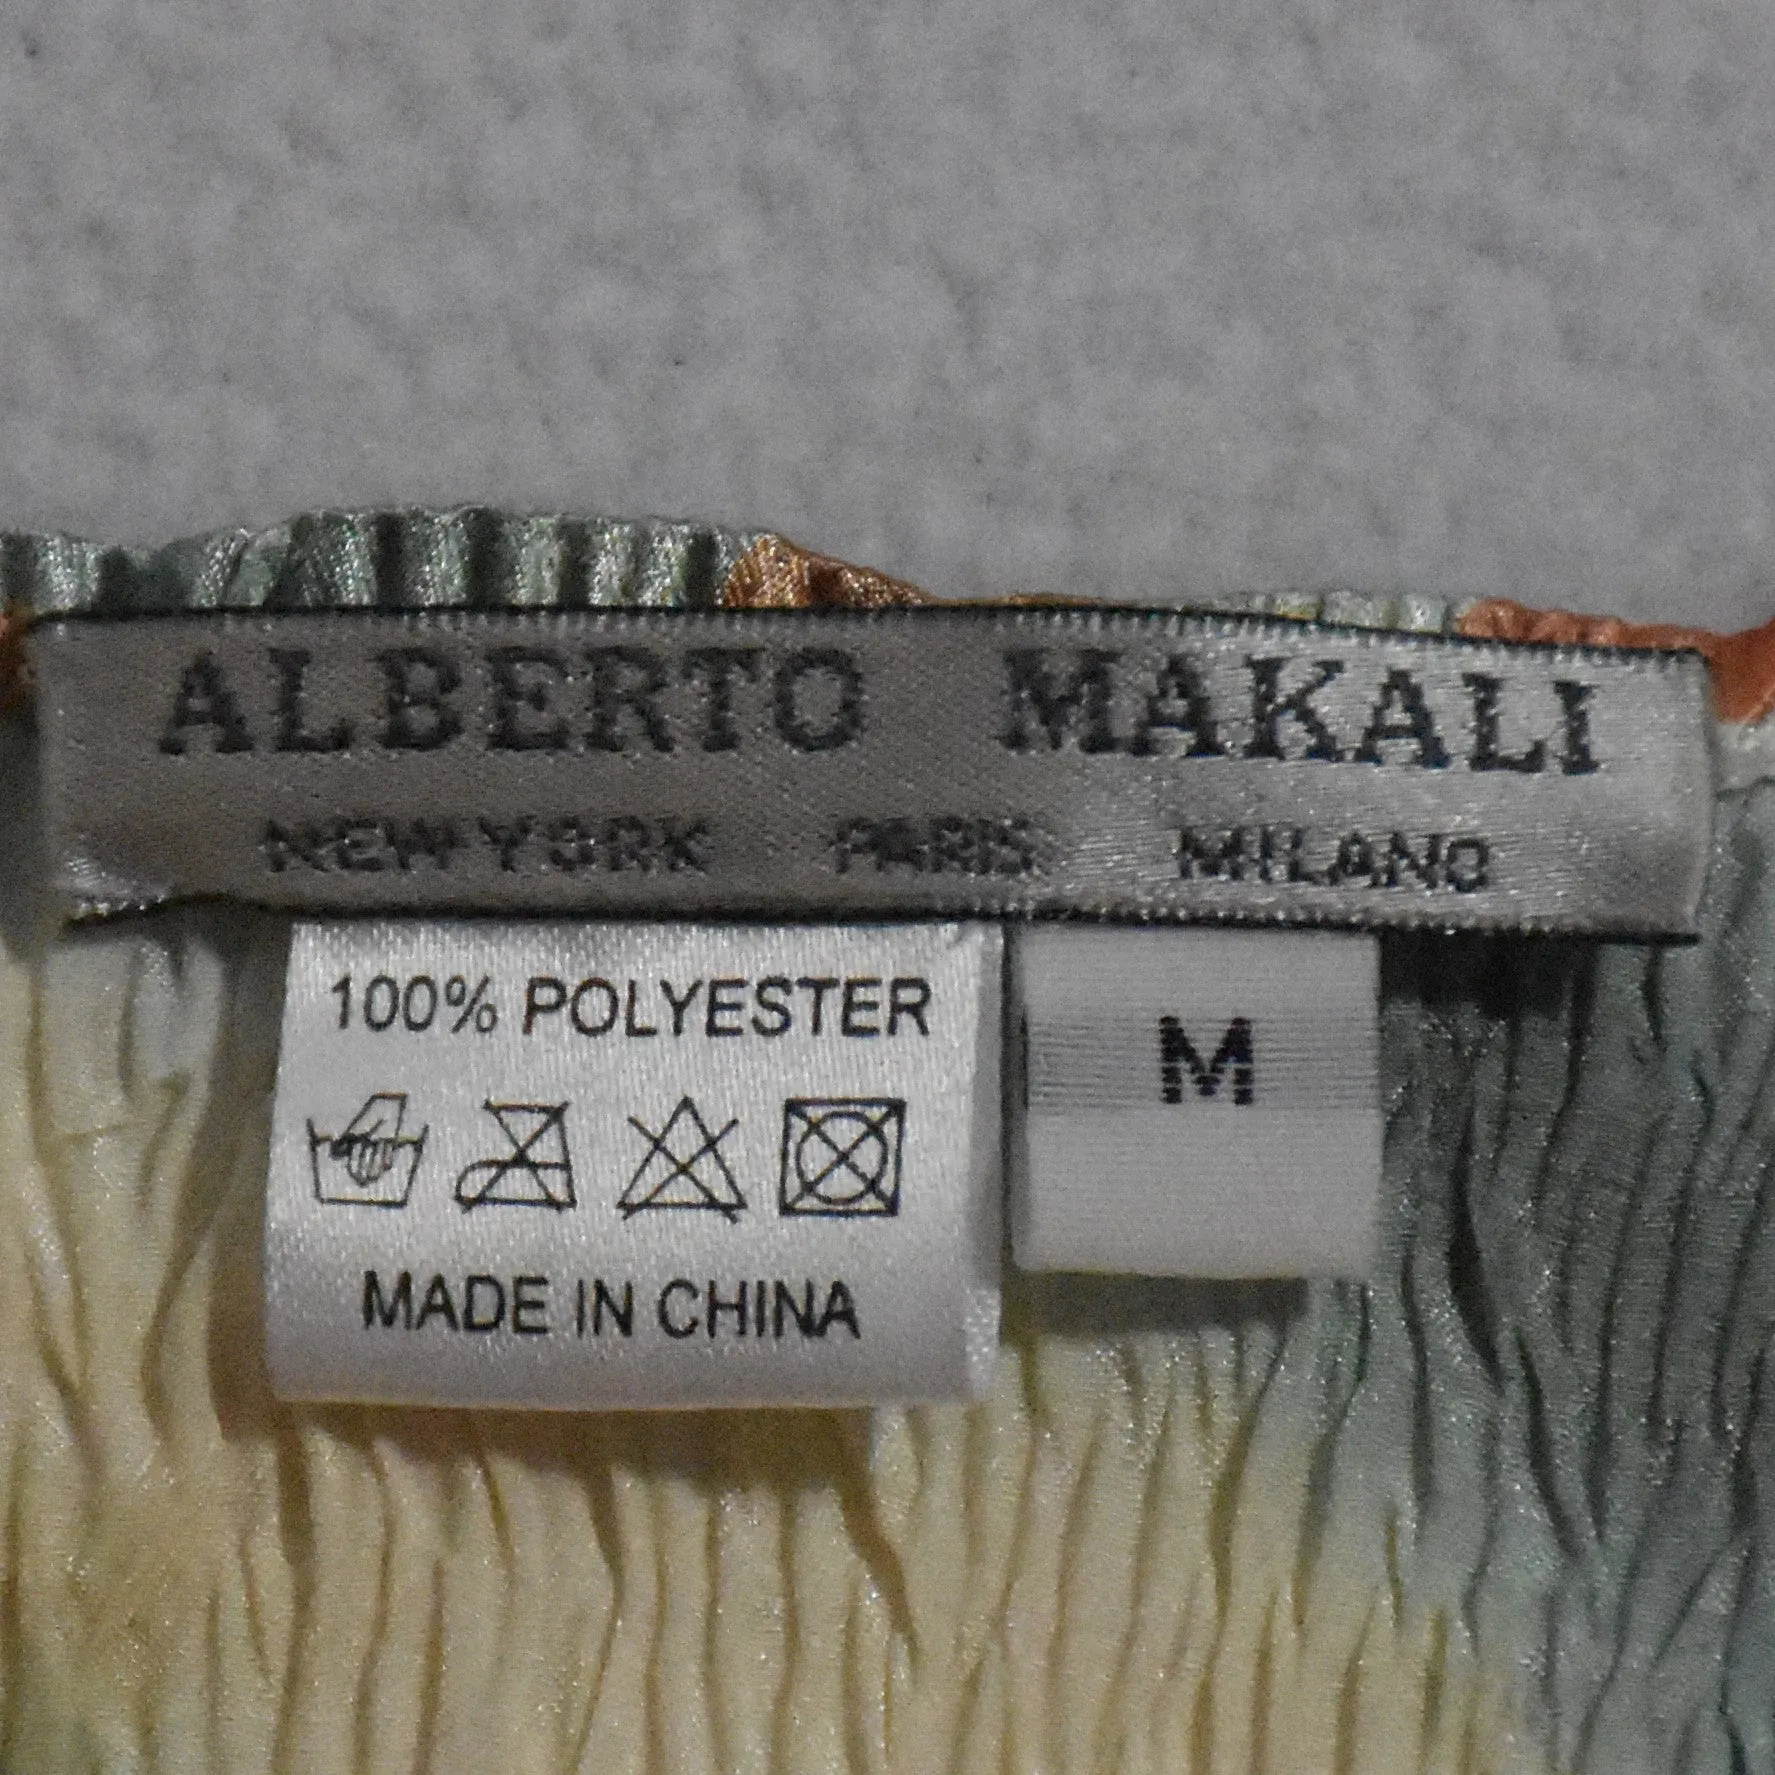 ALBERTO MAKALI
NEW YORK PARIS MILANO
100% POLYESTER
M
MADE IN CHINA